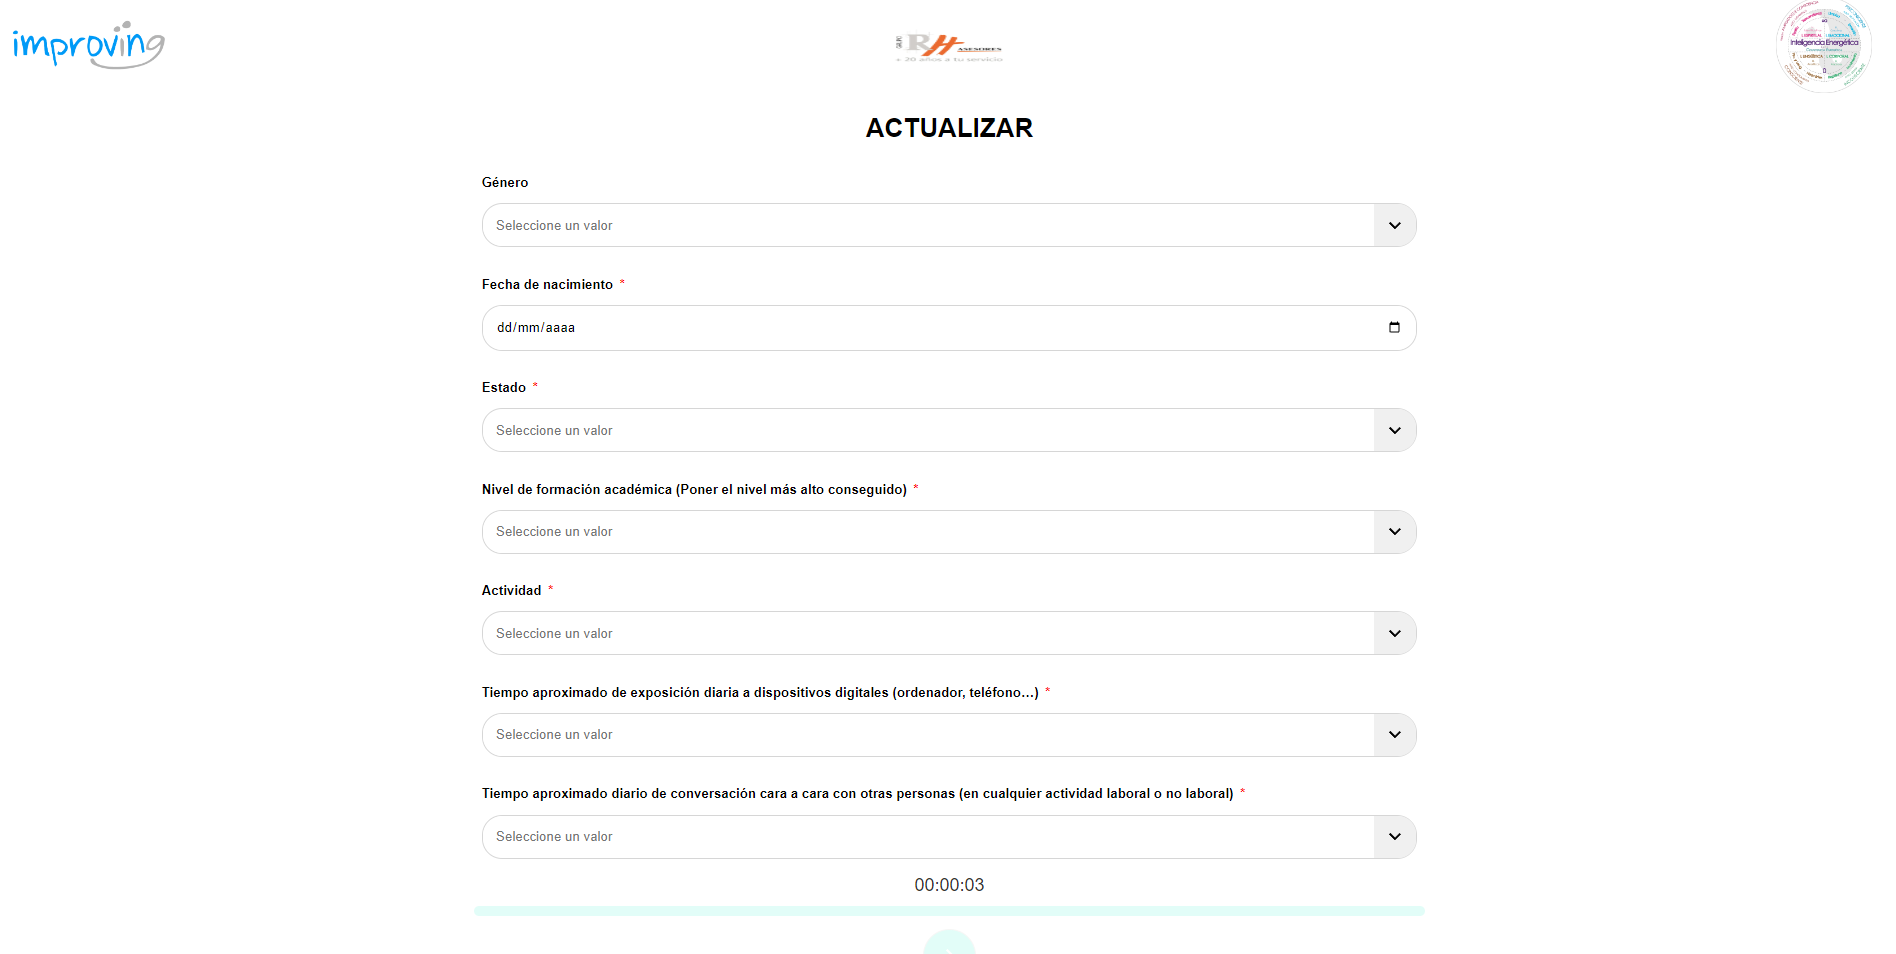 improving
GRUPO RH ASESORES
+ 20 años a tu servicio
Inteligencia Energética
ACTUALIZAR
Género
Seleccione un valor
Fecha de nacimiento *
dd/mm/aaaa
Estado *
Seleccione un valor
Nivel de formación académica (Poner el nivel más alto conseguido) *
Seleccione un valor
Actividad *
Seleccione un valor
Tiempo aproximado de exposición diaria a dispositivos digitales (ordenador, teléfono...) *
Seleccione un valor
Tiempo aproximado diario de conversación cara a cara con otras personas (en cualquier actividad laboral o no laboral) *
Seleccione un valor
00:00:03